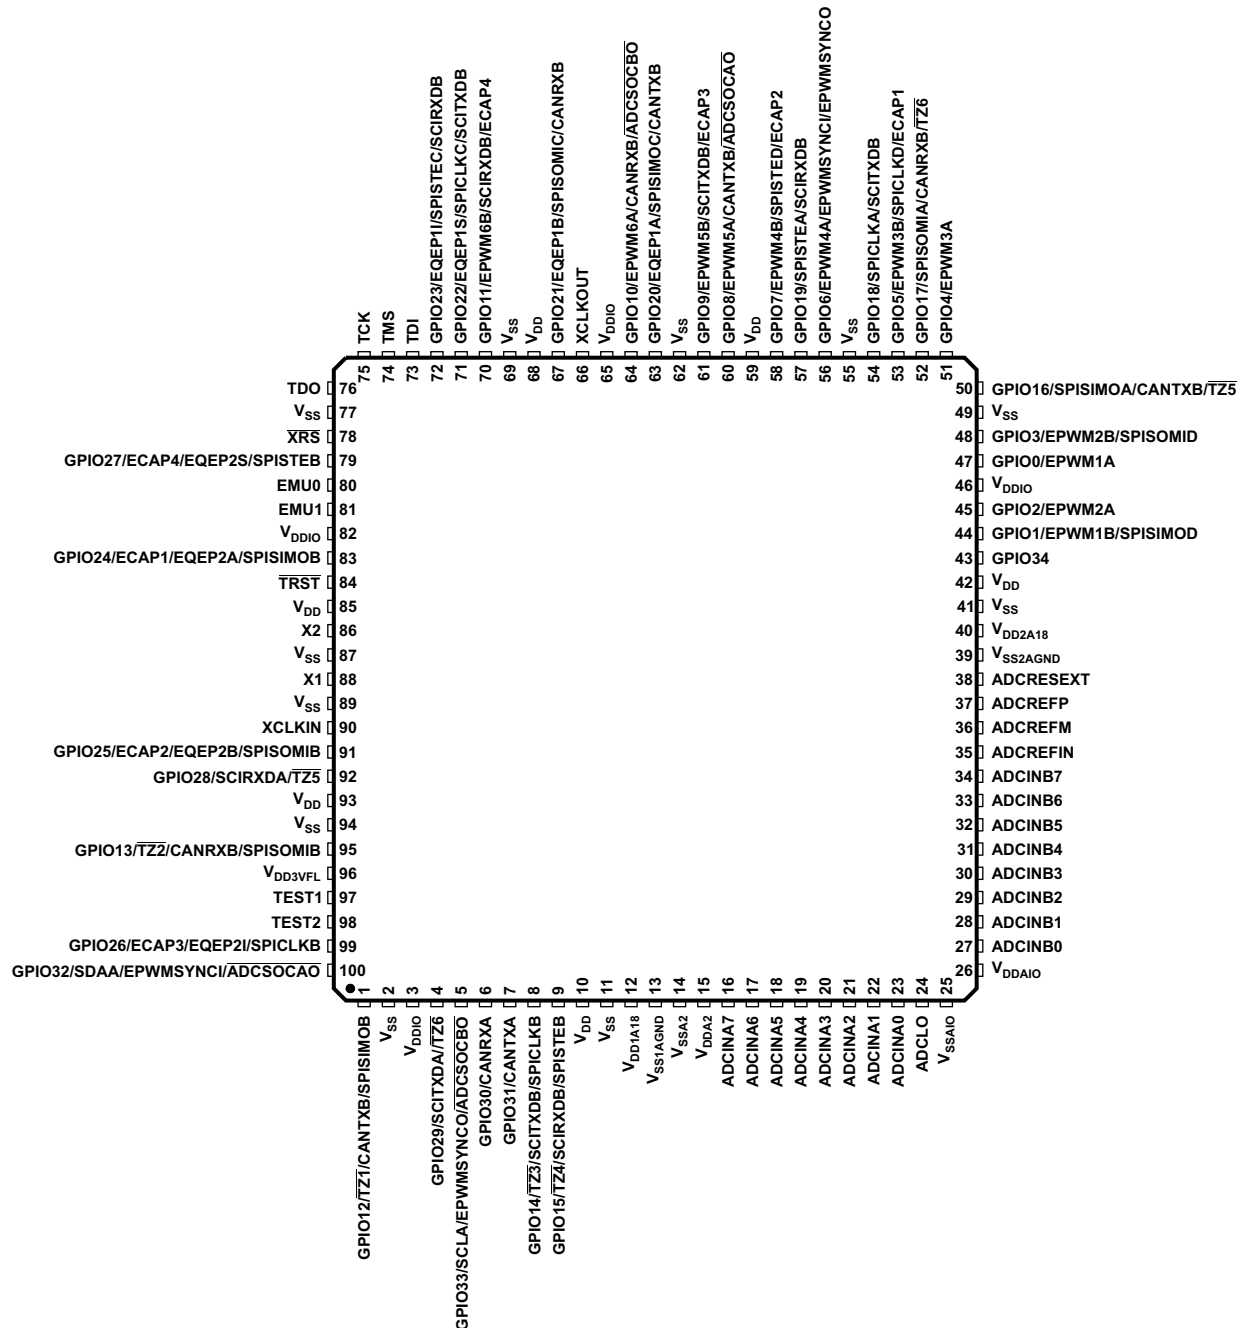 TCK
TMS
TDI
GPIO23/EQEP1I/SPISTEC/SCIRXDB
GPIO22/EQEP1S/SPICLKC/SCITXDB
GPIO11/EPWM6B/SCIRXDB/ECAP4
VSS
VDD
GPIO21/EQEP1B/SPISOMIC/CANRXB
XCLKOUT
VDDIO
GPIO10/EPWM6A/CANRXB/ADCSOCBO
GPIO20/EQEP1A/SPISIMOC/CANTXB
VSS
GPIO9/EPWM5B/SCITXDB/ECAP3
GPIO8/EPWM5A/CANTXB/ADCSOCAO
VDD
GPIO7/EPWM4B/SPISTED/ECAP2
GPIO19/SPISTEA/SCIRXDB
GPIO6/EPWM4A/EPWMSYNCI/EPWMSYNCO
VSS
GPIO18/SPICLKA/SCITXDB
GPIO5/EPWM3B/SPICLKD/ECAP1
GPIO17/SPISOMIA/CANRXB/TZ6
GPIO4/EPWM3A
75 74 73 72 71 70 69 68 67 66 65 64 63 62 61 60 59 58 57 56 55 54 53 52 51
TDO 76
VSS 77
XRS 78
GPIO27/ECAP4/EQEP2S/SPISTEB 79
EMU0 80
EMU1 81
VDDIO 82
GPIO24/ECAP1/EQEP2A/SPISIMOB 83
TRST 84
VDD 85
X2 86
VSS 87
X1 88
VSS 89
XCLKIN 90
GPIO25/ECAP2/EQEP2B/SPISOMIB 91
GPIO28/SCIRXDA/TZ5 92
VDD 93
VSS 94
GPIO13/TZ2/CANRXB/SPISOMIB 95
VDD3VFL 96
TEST1 97
TEST2 98
GPIO26/ECAP3/EQEP2I/SPICLKB 99
GPIO32/SDAA/EPWMSYNCI/ADCSOCAO 100
50 GPIO16/SPISIMOA/CANTXB/TZ5
49 VSS
48 GPIO3/EPWM2B/SPISOMID
47 GPIO0/EPWM1A
46 VDDIO
45 GPIO2/EPWM2A
44 GPIO1/EPWM1B/SPISIMOD
43 GPIO34
42 VDD
41 VSS
40 VDD2A18
39 VSS2AGND
38 ADCRESEXT
37 ADCREFP
36 ADCREFM
35 ADCREFIN
34 ADCINB7
33 ADCINB6
32 ADCINB5
31 ADCINB4
30 ADCINB3
29 ADCINB2
28 ADCINB1
27 ADCINB0
26 VDDAIO
1 2 3 4 5 6 7 8 9 10 11 12 13 14 15 16 17 18 19 20 21 22 23 24 25
GPIO12/TZ1/CANTXB/SPISIMOB
VSS
VDDIO
GPIO29/SCITXDA/TZ6
GPIO33/SCLA/EPWMSYNCO/ADCSOCBO
GPIO30/CANRXA
GPIO31/CANTXA
GPIO14/TZ3/SCITXDB/SPICLKB
GPIO15/TZ4/SCIRXDB/SPISTEB
VDD
VSS
VDD1A18
VSS1AGND
VSSA2
VDDA2
ADCINA7
ADCINA6
ADCINA5
ADCINA4
ADCINA3
ADCINA2
ADCINA1
ADCINA0
ADCLO
VSSAIO